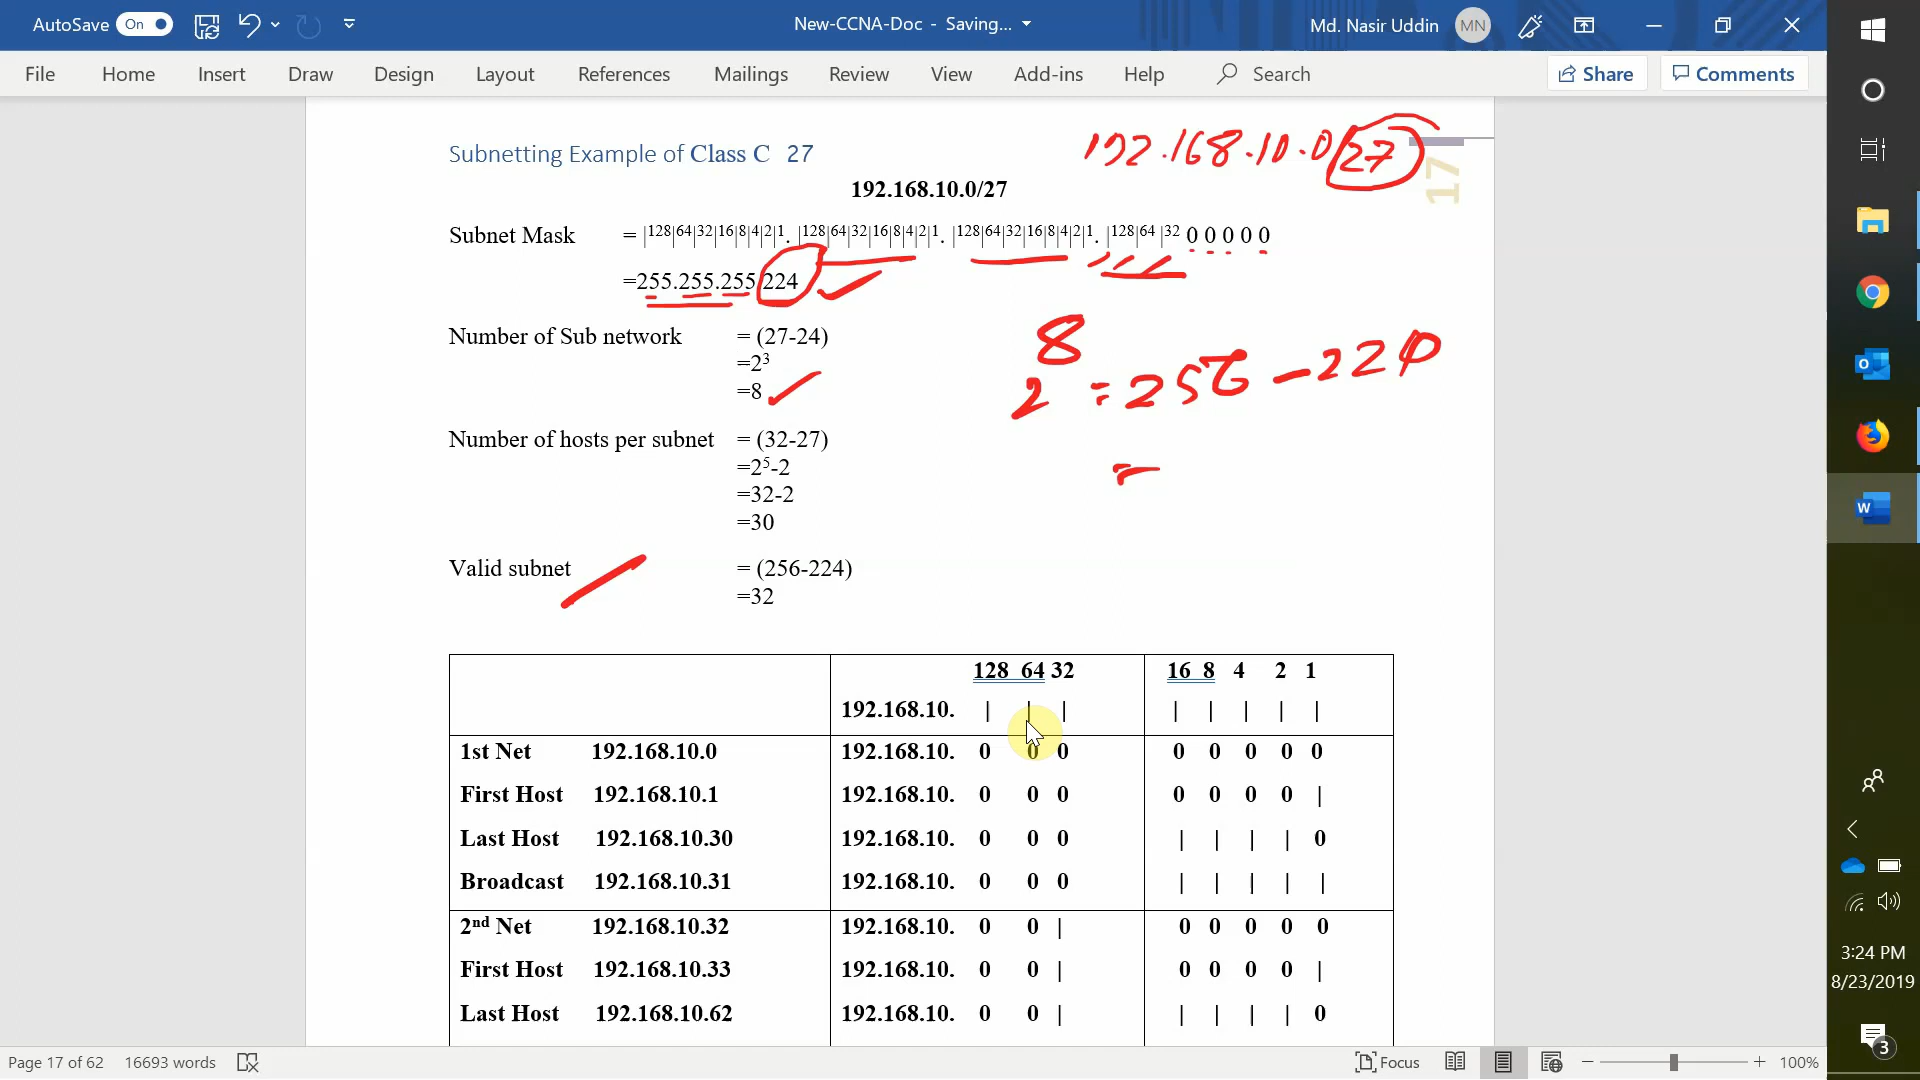 AutoSave On New-CCNA-Doc - Saving... Md. Nasir Uddin MN
File Home Insert Draw Design Layout References Mailings Review View Add-ins Help Search Share Comments
Subnetting Example of Class C 27
192.168.10.0/27
192.168.10.0 27
17
Subnet Mask = |128|64|32|16|8|4|2|1. |128|64|32|16|8|4|2|1. |128|64|32|16|8|4|2|1. |128|64 |32 0 0 0 0 0
=255.255.255.224
Number of Sub network = (27-24)
=2³
=8
2⁸ = 256 - 224
=
Number of hosts per subnet = (32-27)
=2⁵-2
=32-2
=30
Valid subnet = (256-224)
=32
128 64 32 16 8 4 2 1
192.168.10. | | | | | | | |
1st Net 192.168.10.0 192.168.10. 0 0 0 0 0 0 0 0
First Host 192.168.10.1 192.168.10. 0 0 0 0 0 0 0 |
Last Host 192.168.10.30 192.168.10. 0 0 0 | | | | 0
Broadcast 192.168.10.31 192.168.10. 0 0 0 | | | | |
2nd Net 192.168.10.32 192.168.10. 0 0 | 0 0 0 0 0
First Host 192.168.10.33 192.168.10. 0 0 | 0 0 0 0 |
Last Host 192.168.10.62 192.168.10. 0 0 | | | | | 0
Page 17 of 62 16693 words Focus 100%
3:24 PM
8/23/2019
3